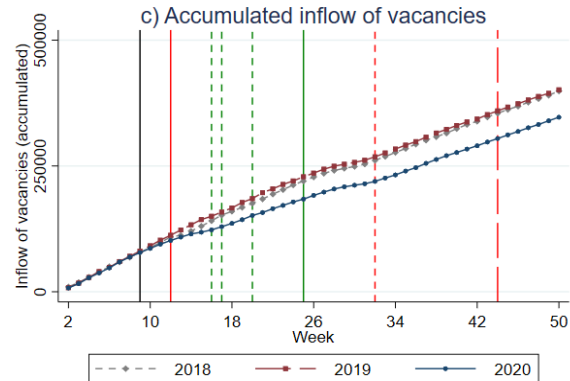 c) Accumulated inflow of vacancies
Inflow of vacancies (accumulated)
500000
250000
0
2 10 18 26 34 42 50
Week
2018 2019 2020